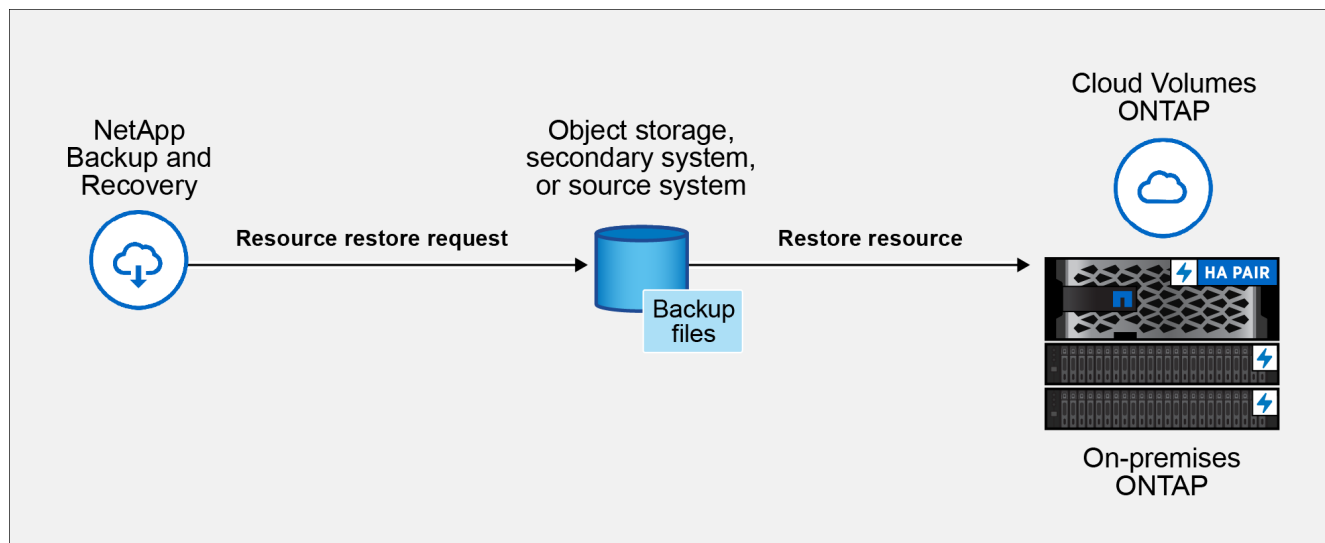 NetApp
Backup and
Recovery
Resource restore request
Object storage,
secondary system,
or source system
Backup
files
Restore resource
Cloud Volumes
ONTAP
HA PAIR
On-premises
ONTAP